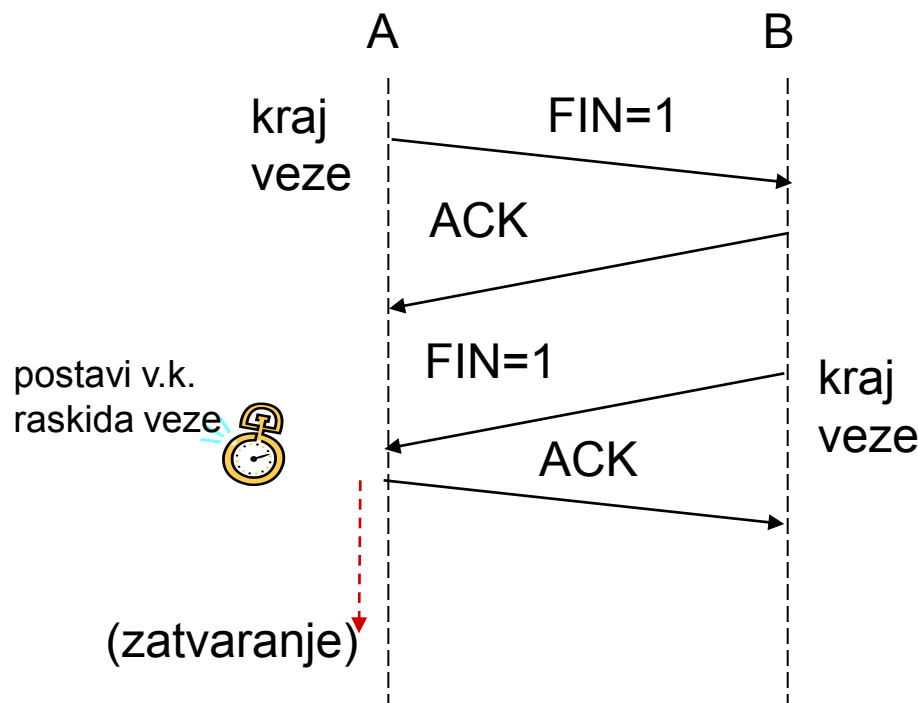 A
B
kraj
veze
FIN=1
ACK
FIN=1
postavi v.k.
raskida veze
kraj
veze
ACK
(zatvaranje)